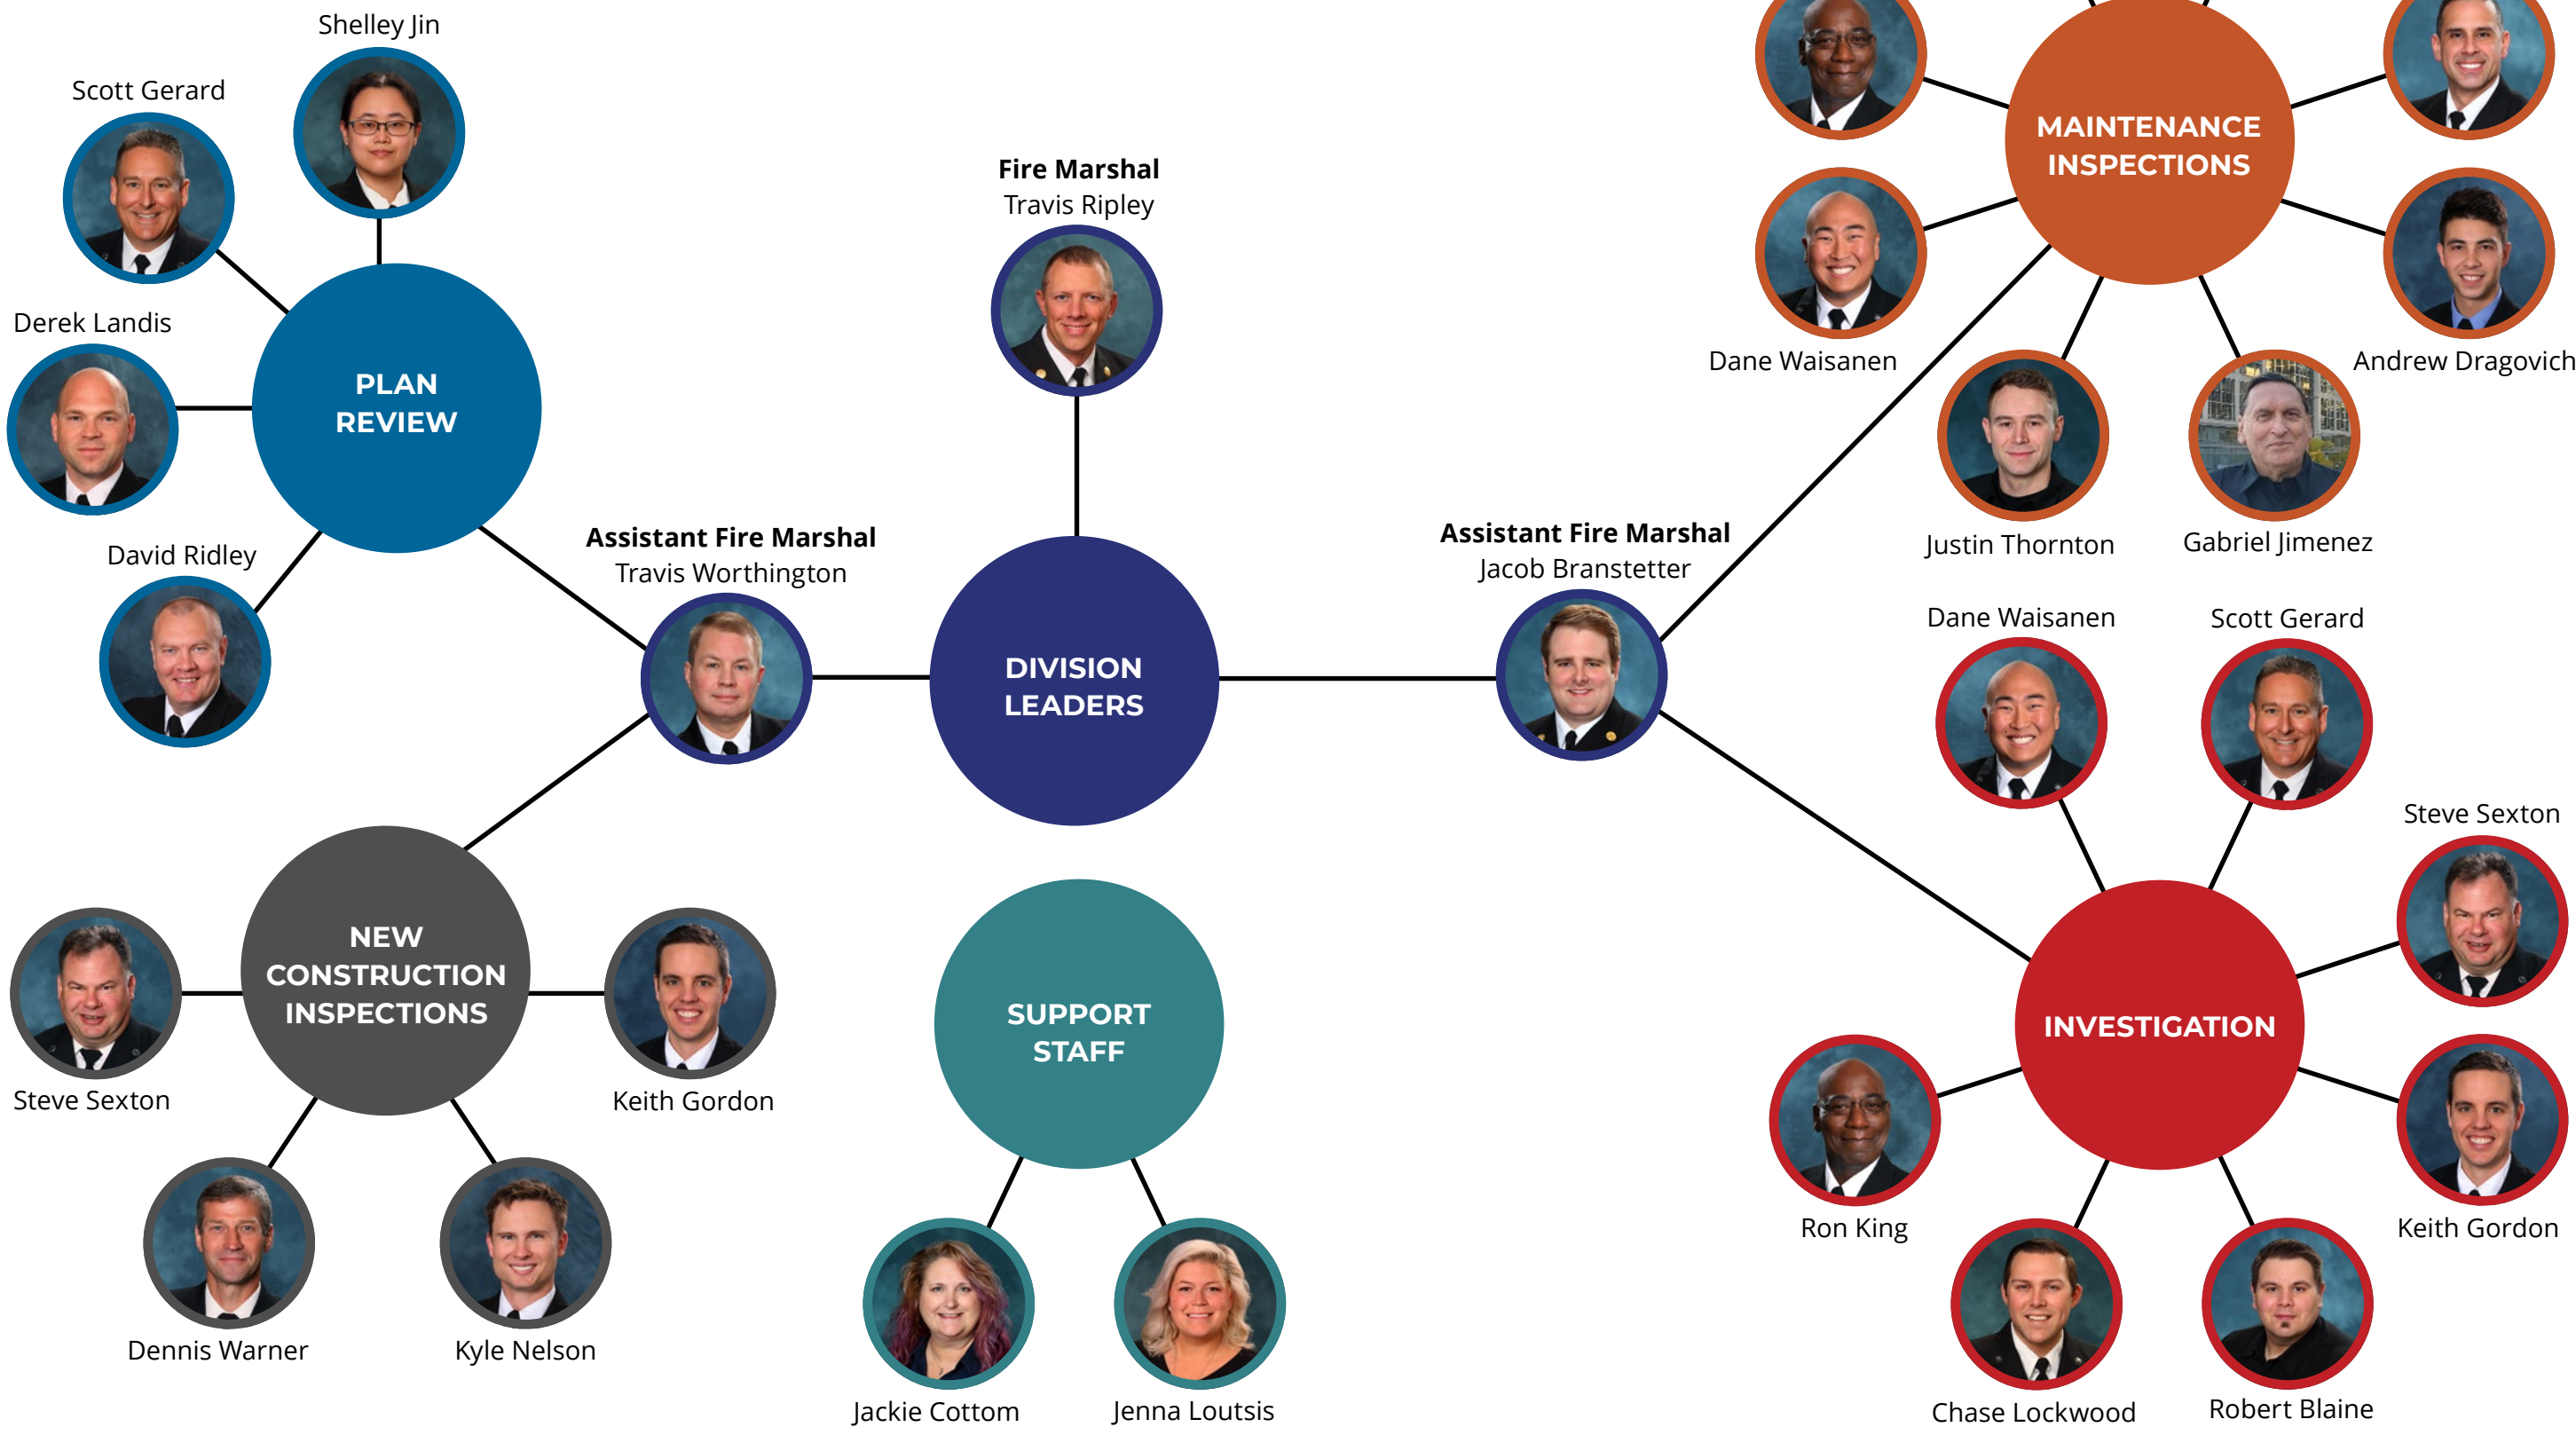 Shelley Jin
Scott Gerard
Derek Landis
PLAN
REVIEW
David Ridley
Fire Marshal
Travis Ripley
Assistant Fire Marshal
Travis Worthington
DIVISION
LEADERS
Assistant Fire Marshal
Jacob Branstetter
MAINTENANCE
INSPECTIONS
Dane Waisanen
Andrew Dragovich
Justin Thornton
Gabriel Jimenez
Dane Waisanen
Scott Gerard
Steve Sexton
INVESTIGATION
Ron King
Keith Gordon
Chase Lockwood
Robert Blaine
NEW
CONSTRUCTION
INSPECTIONS
Steve Sexton
Keith Gordon
Dennis Warner
Kyle Nelson
SUPPORT
STAFF
Jackie Cottom
Jenna Loutsis